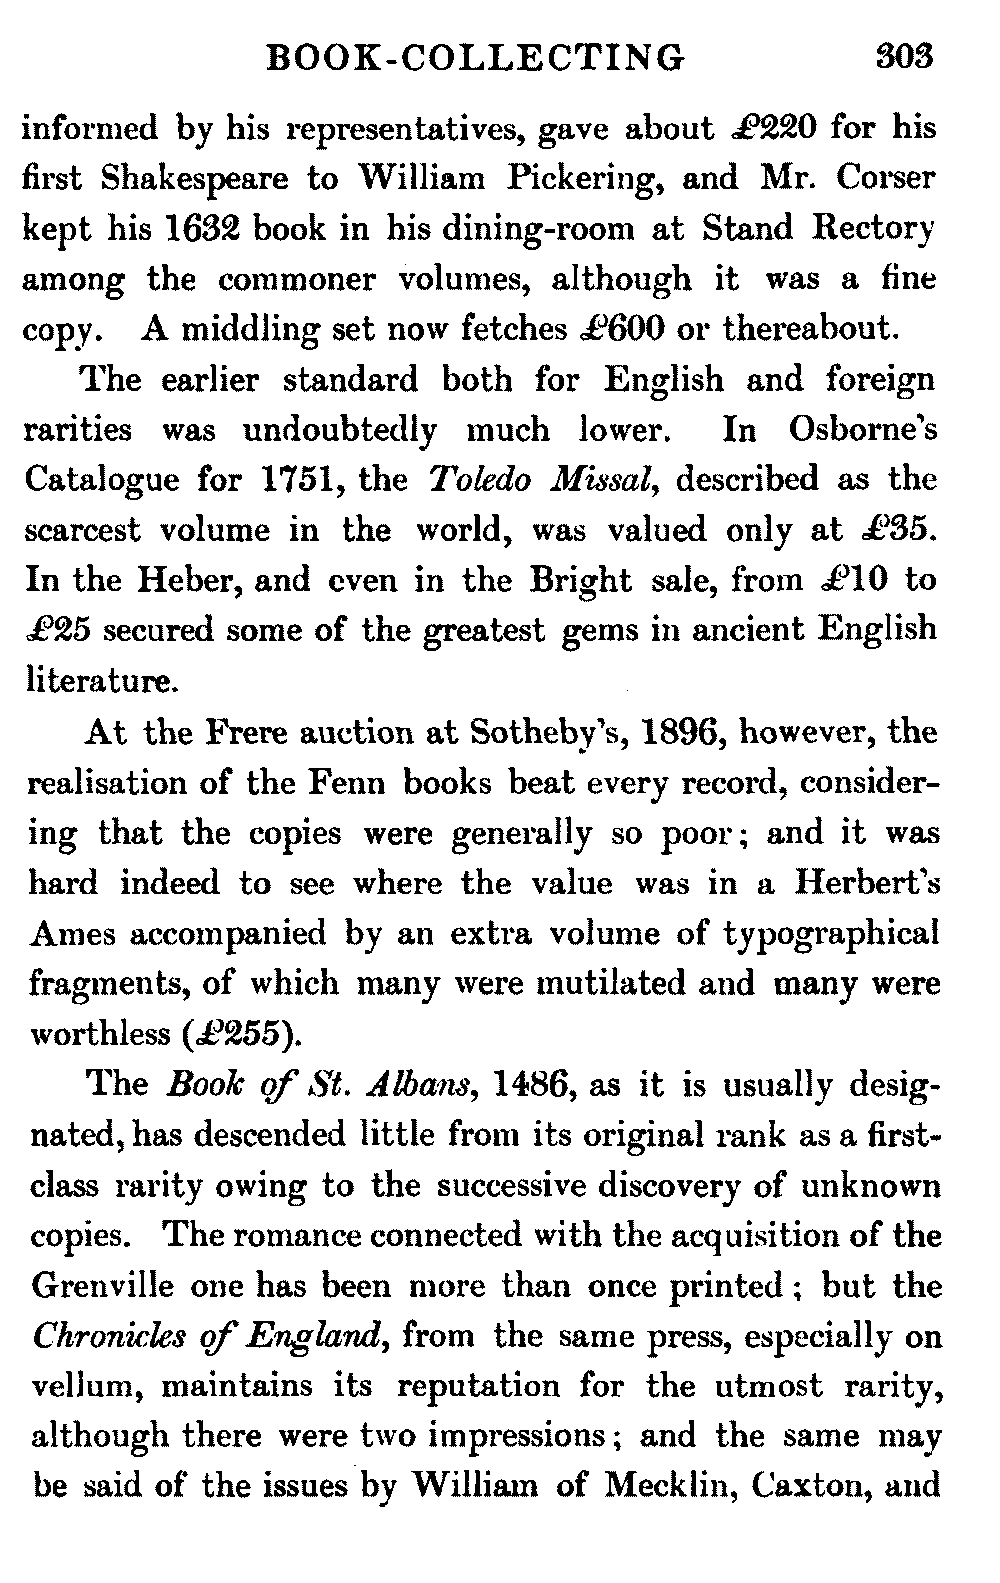 BOOK-COLLECTING 303
informed by his representatives, gave about £220 for his
first Shakespeare to William Pickering, and Mr. Corser
kept his 1632 book in his dining-room at Stand Rectory
among the commoner volumes, although it was a fine
copy. A middling set now fetches £600 or thereabout.
The earlier standard both for English and foreign
rarities was undoubtedly much lower. In Osborne's
Catalogue for 1751, the Toledo Missal, described as the
scarcest volume in the world, was valued only at £35.
In the Heber, and even in the Bright sale, from £10 to
£25 secured some of the greatest gems in ancient English
literature.
At the Frere auction at Sotheby's, 1896, however, the
realisation of the Fenn books beat every record, consider-
ing that the copies were generally so poor; and it was
hard indeed to see where the value was in a Herbert's
Ames accompanied by an extra volume of typographical
fragments, of which many were mutilated and many were
worthless (£255).
The Book of St. Albans, 1486, as it is usually desig-
nated, has descended little from its original rank as a first-
class rarity owing to the successive discovery of unknown
copies. The romance connected with the acquisition of the
Grenville one has been more than once printed; but the
Chronicles of England, from the same press, especially on
vellum, maintains its reputation for the utmost rarity,
although there were two impressions; and the same may
be said of the issues by William of Mecklin, Caxton, and